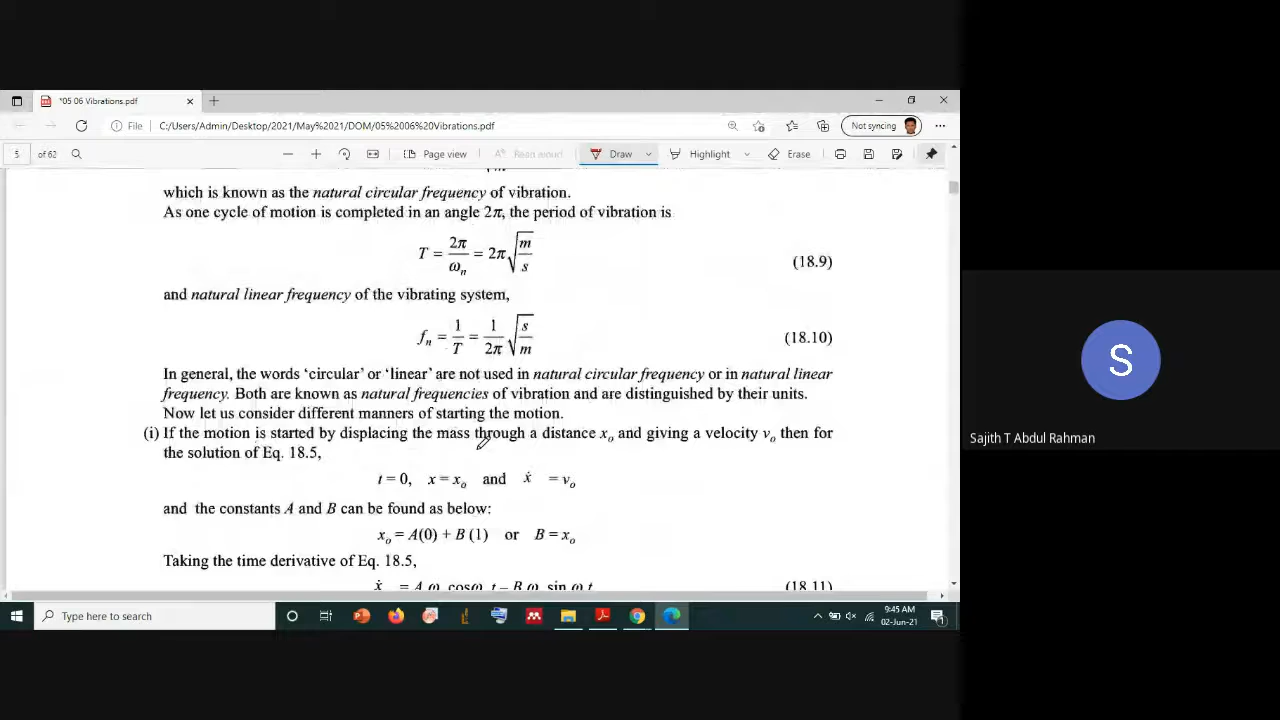 *05 06 Vibrations.pdf
File C:/Users/Admin/Desktop/2021/May%2021/DOM/05%2006%20Vibrations.pdf Not syncing
5 of 62 Page view Read aloud Draw Highlight Erase
which is known as the natural circular frequency of vibration.
As one cycle of motion is completed in an angle 2π, the period of vibration is
T = 2π/ωn = 2π√(m/s) (18.9)
and natural linear frequency of the vibrating system,
fn = 1/T = 1/2π √(s/m) (18.10)
In general, the words ‘circular’ or ‘linear’ are not used in natural circular frequency or in natural linear
frequency. Both are known as natural frequencies of vibration and are distinguished by their units.
Now let us consider different manners of starting the motion.
(i) If the motion is started by displacing the mass through a distance xo and giving a velocity vo then for
the solution of Eq. 18.5,
t = 0, x = xo and ẋ = vo
and the constants A and B can be found as below:
xo = A(0) + B (1) or B = xo
Taking the time derivative of Eq. 18.5,
ẋ = A ω cosω t – B ω sin ω t (18.11)
S
Sajith T Abdul Rahman
Type here to search
9:45 AM
02-Jun-21